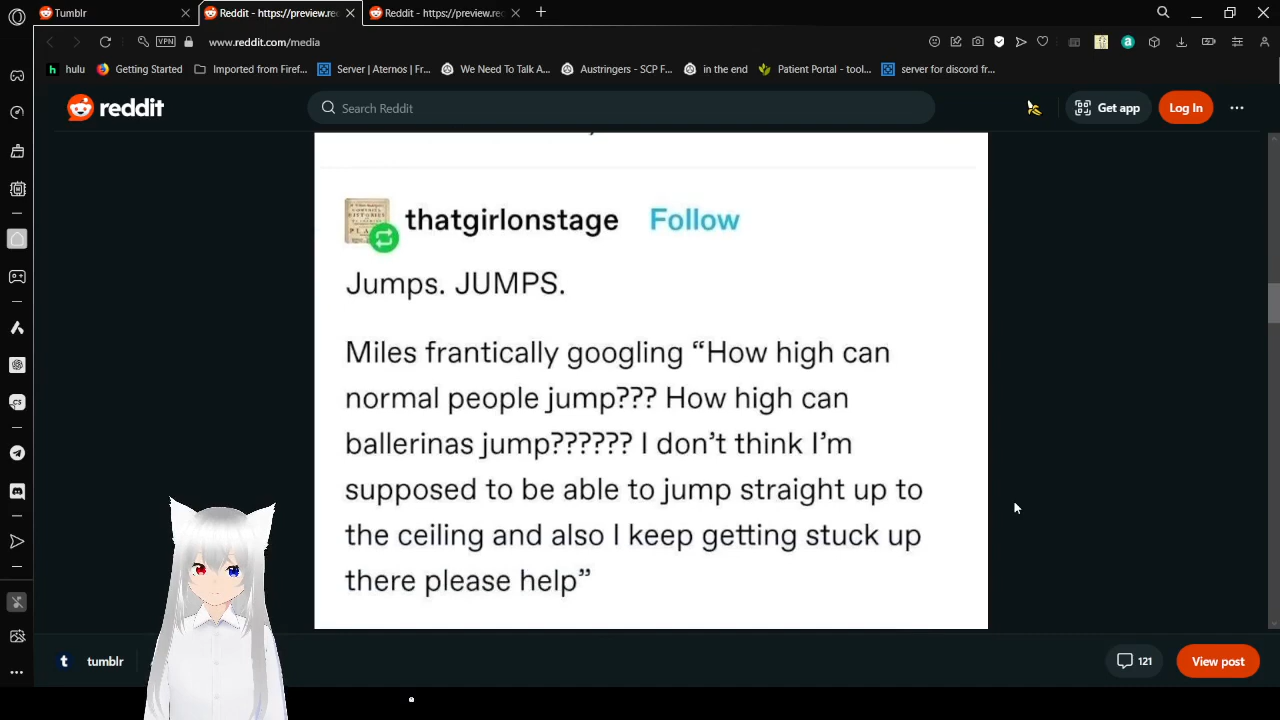 Tumblr
Reddit - https://preview.rec
Reddit - https://preview.rec
VPN
www.reddit.com/media
hulu
Getting Started
Imported from Firef...
Server | Aternos | Fr...
We Need To Talk A...
Austringers - SCP F...
in the end
Patient Portal - tool...
server for discord fr...
reddit
Search Reddit
Get app
Log In
thatgirlonstage Follow
Jumps. JUMPS.
Miles frantically googling “How high can
normal people jump??? How high can
ballerinas jump?????? I don’t think I’m
supposed to be able to jump straight up to
the ceiling and also I keep getting stuck up
there please help”
t
tumblr
121
View post